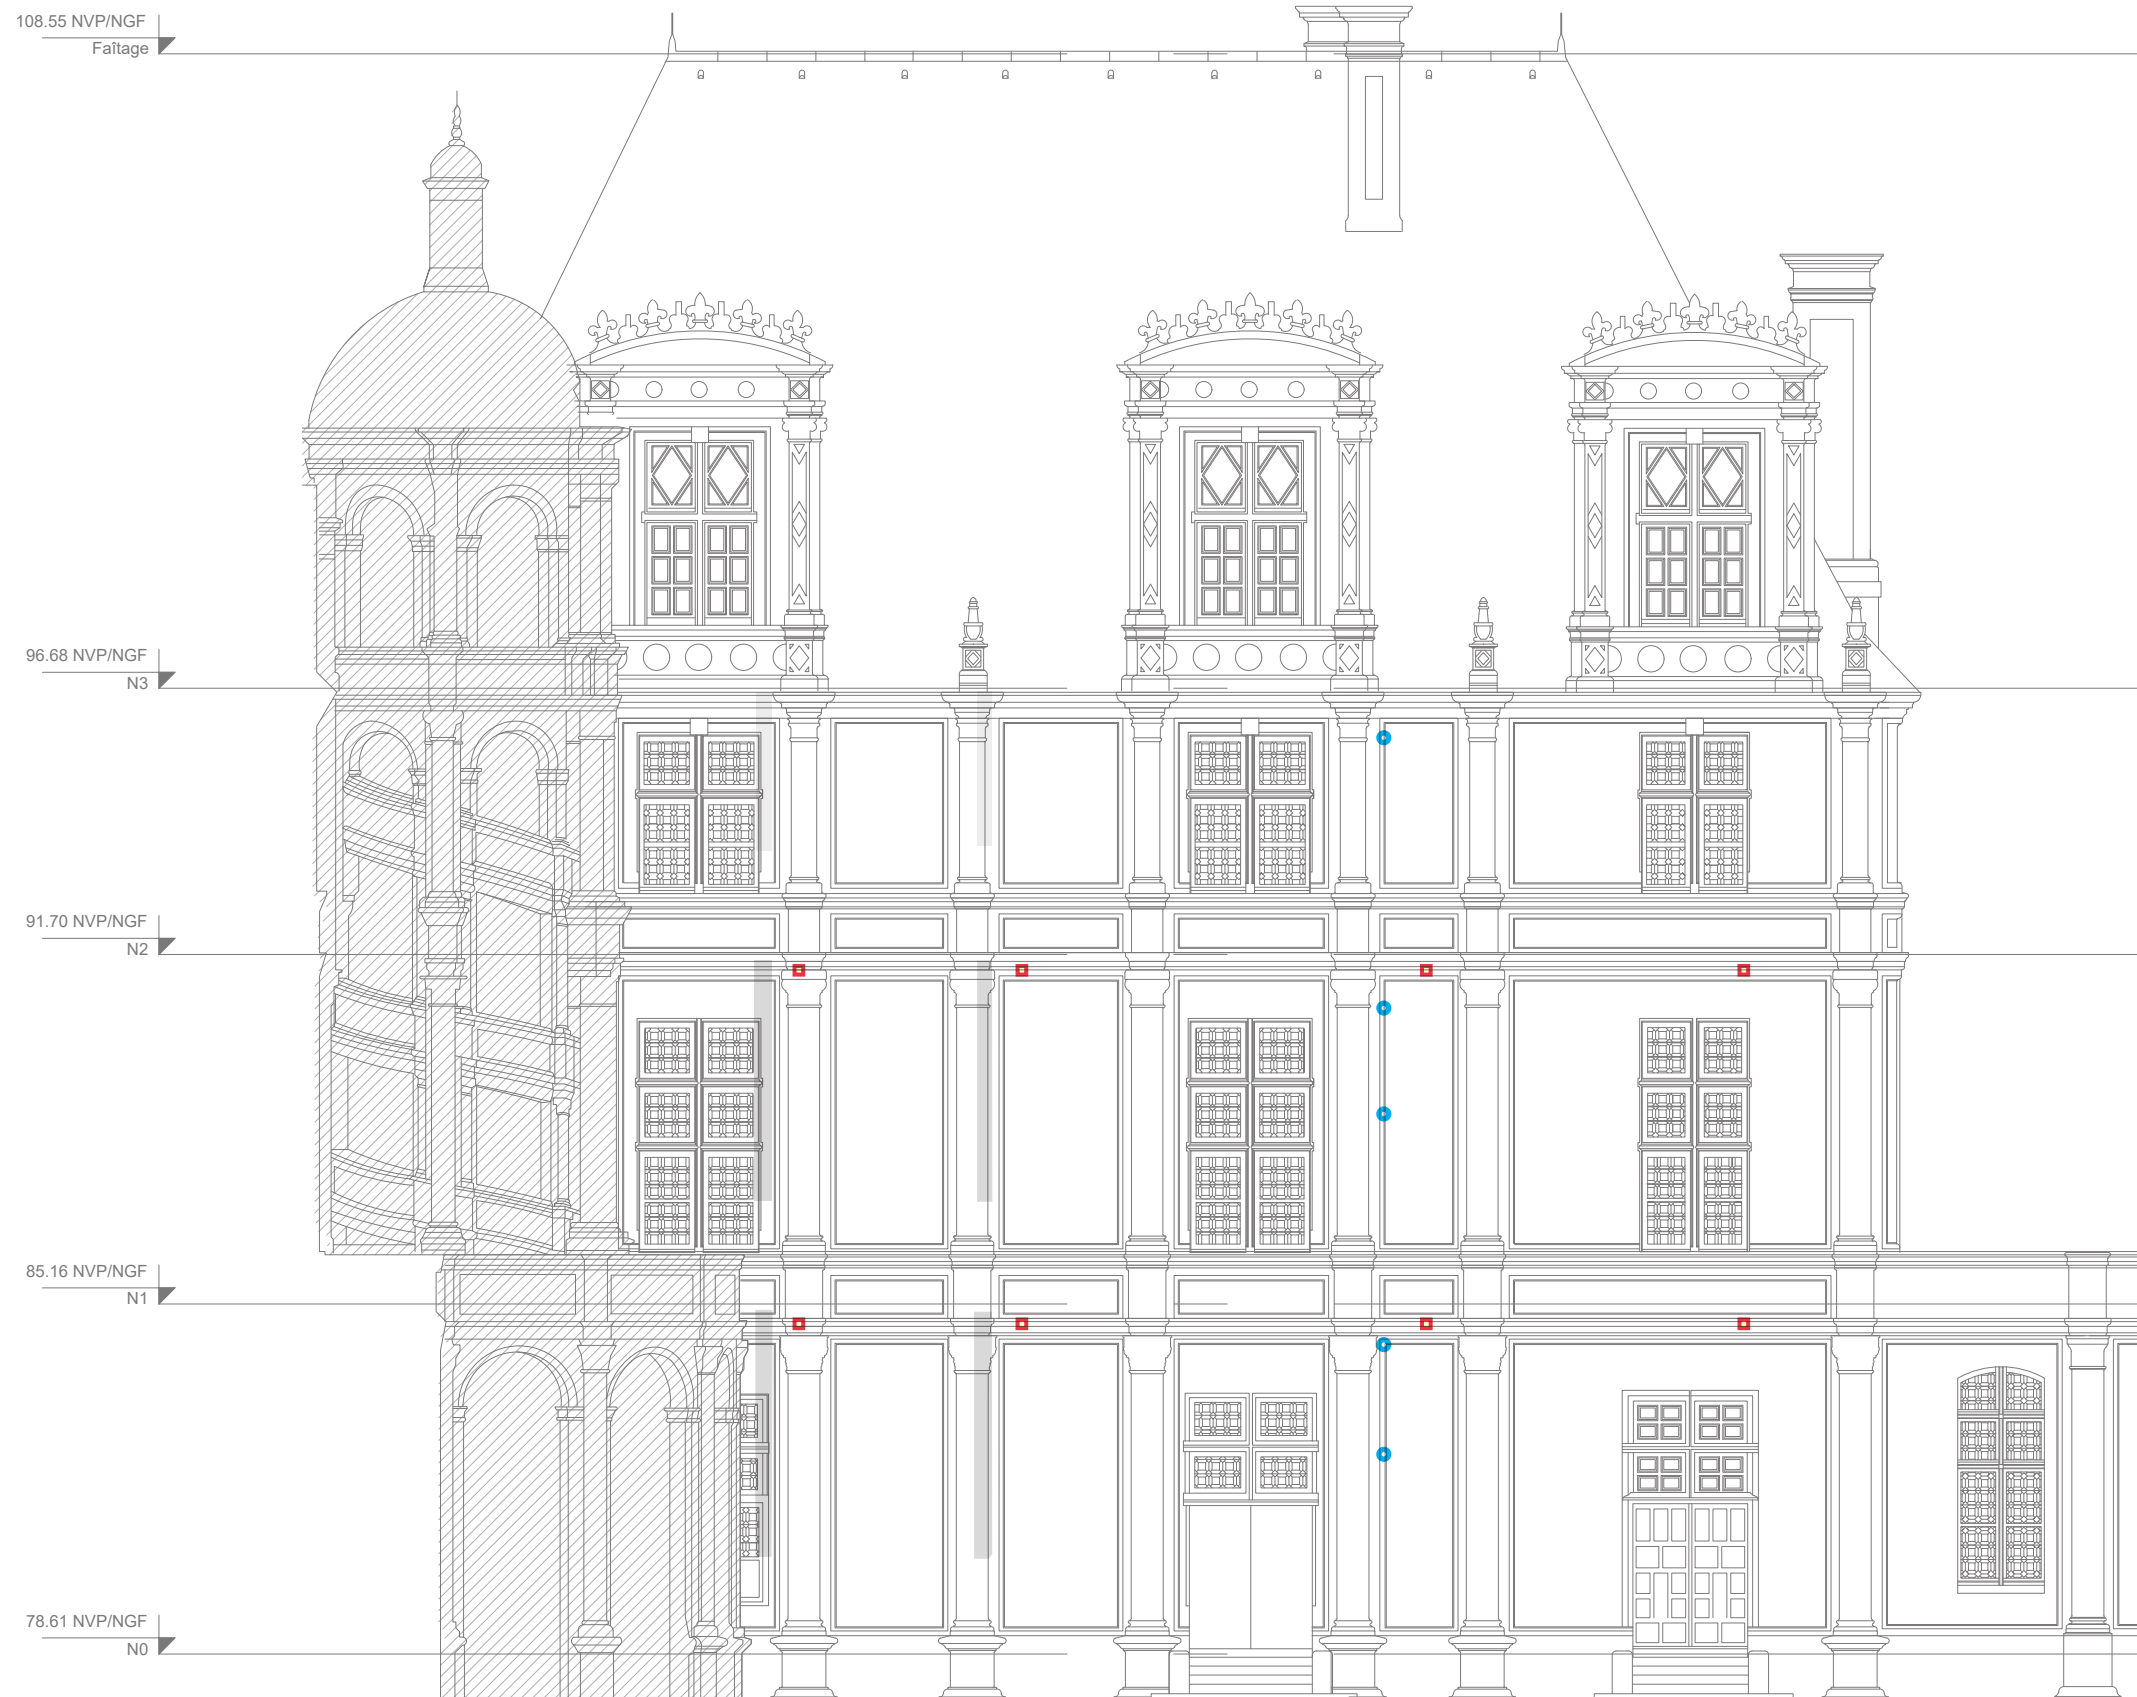 108.55 NVP/NGF
Faîtage
96.68 NVP/NGF
N3
91.70 NVP/NGF
N2
85.16 NVP/NGF
N1
78.61 NVP/NGF
N0